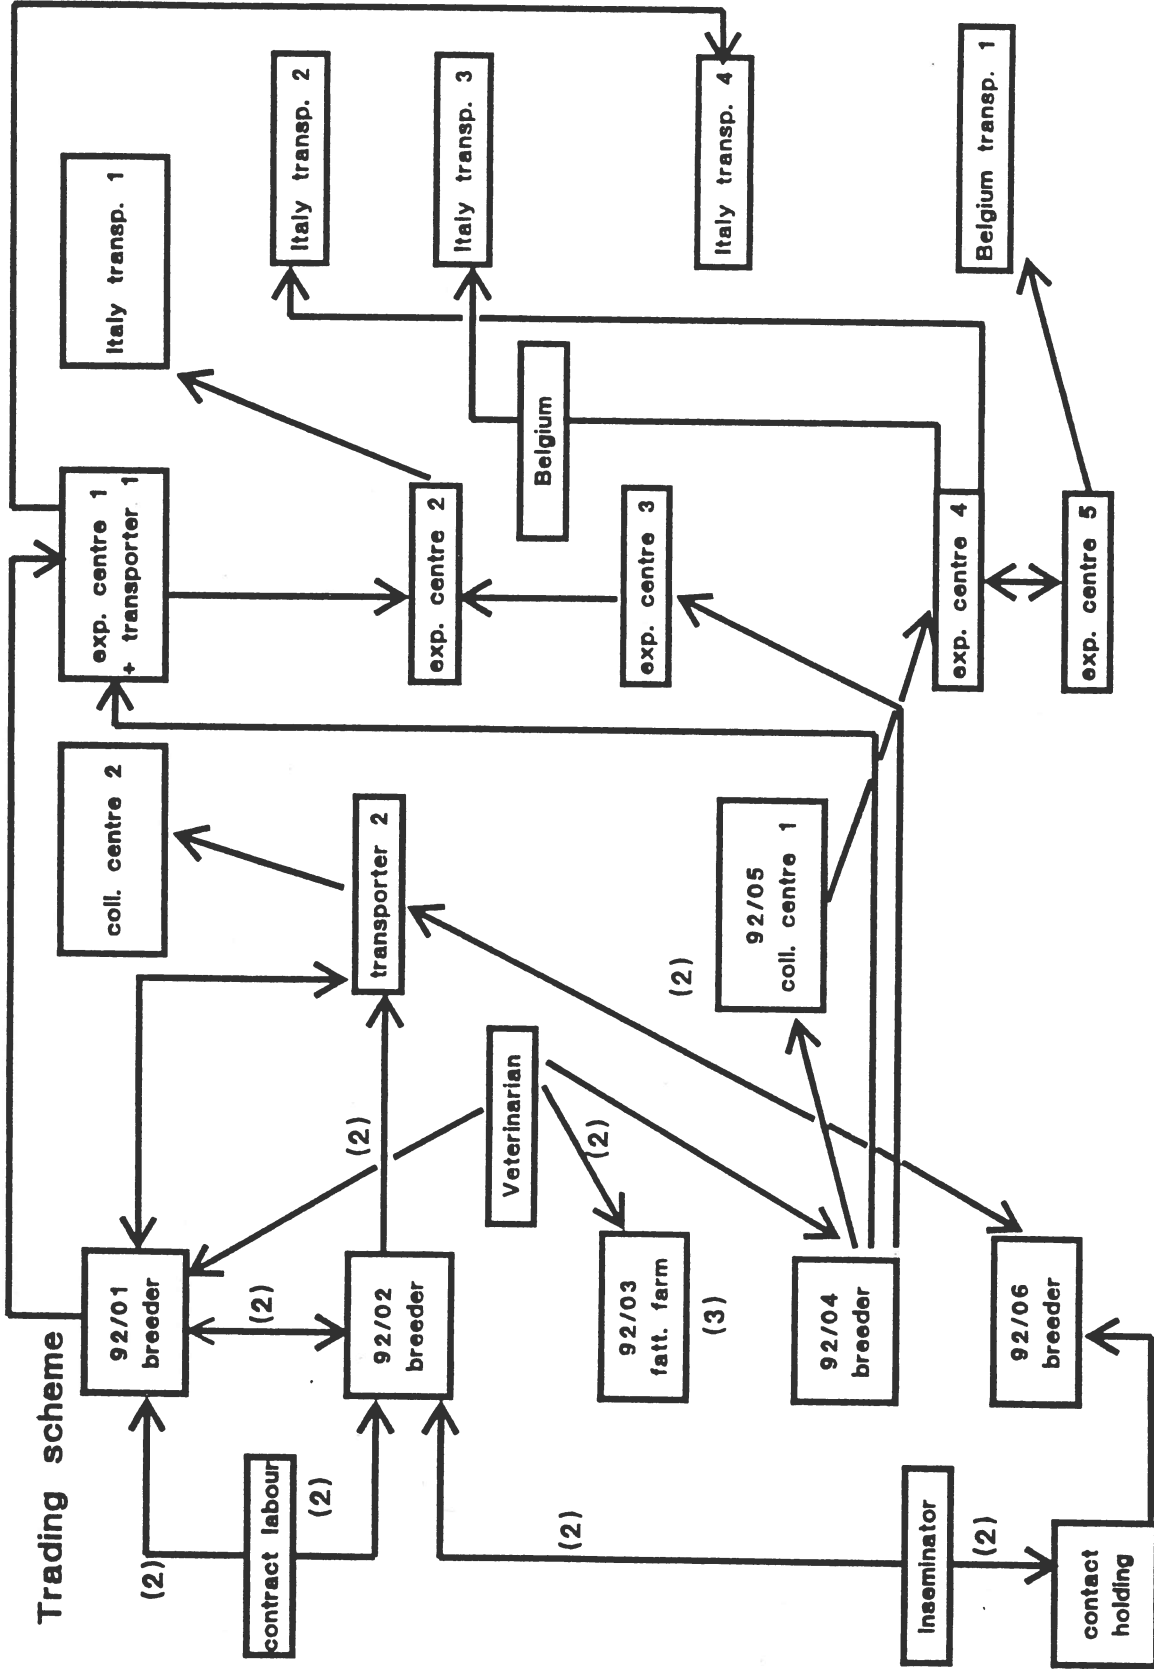 Trading scheme
92/01
breeder
coll. centre 2
exp. centre 1
+ transporter 1
Italy transp. 1
(2)
contract labour
(2)
(2)
92/02
breeder
(2)
transporter 2
exp. centre 2
Italy transp. 2
Italy transp. 3
Veterinarian
(2)
Belgium
(2)
92/03
fatt. farm
(3)
(2)
92/05
coll. centre 1
exp. centre 3
Italy transp. 4
92/04
breeder
Inseminator
(2)
exp. centre 4
Belgium transp. 1
contact
holding
92/06
breeder
exp. centre 5